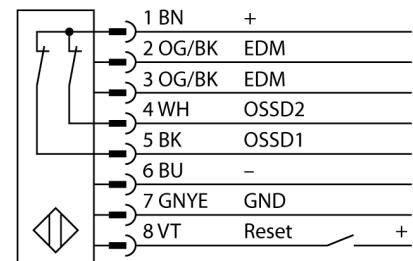 1 BN +
2 OG/BK EDM
3 OG/BK EDM
4 WH OSSD2
5 BK OSSD1
6 BU –
7 GNYE GND
8 VT Reset +